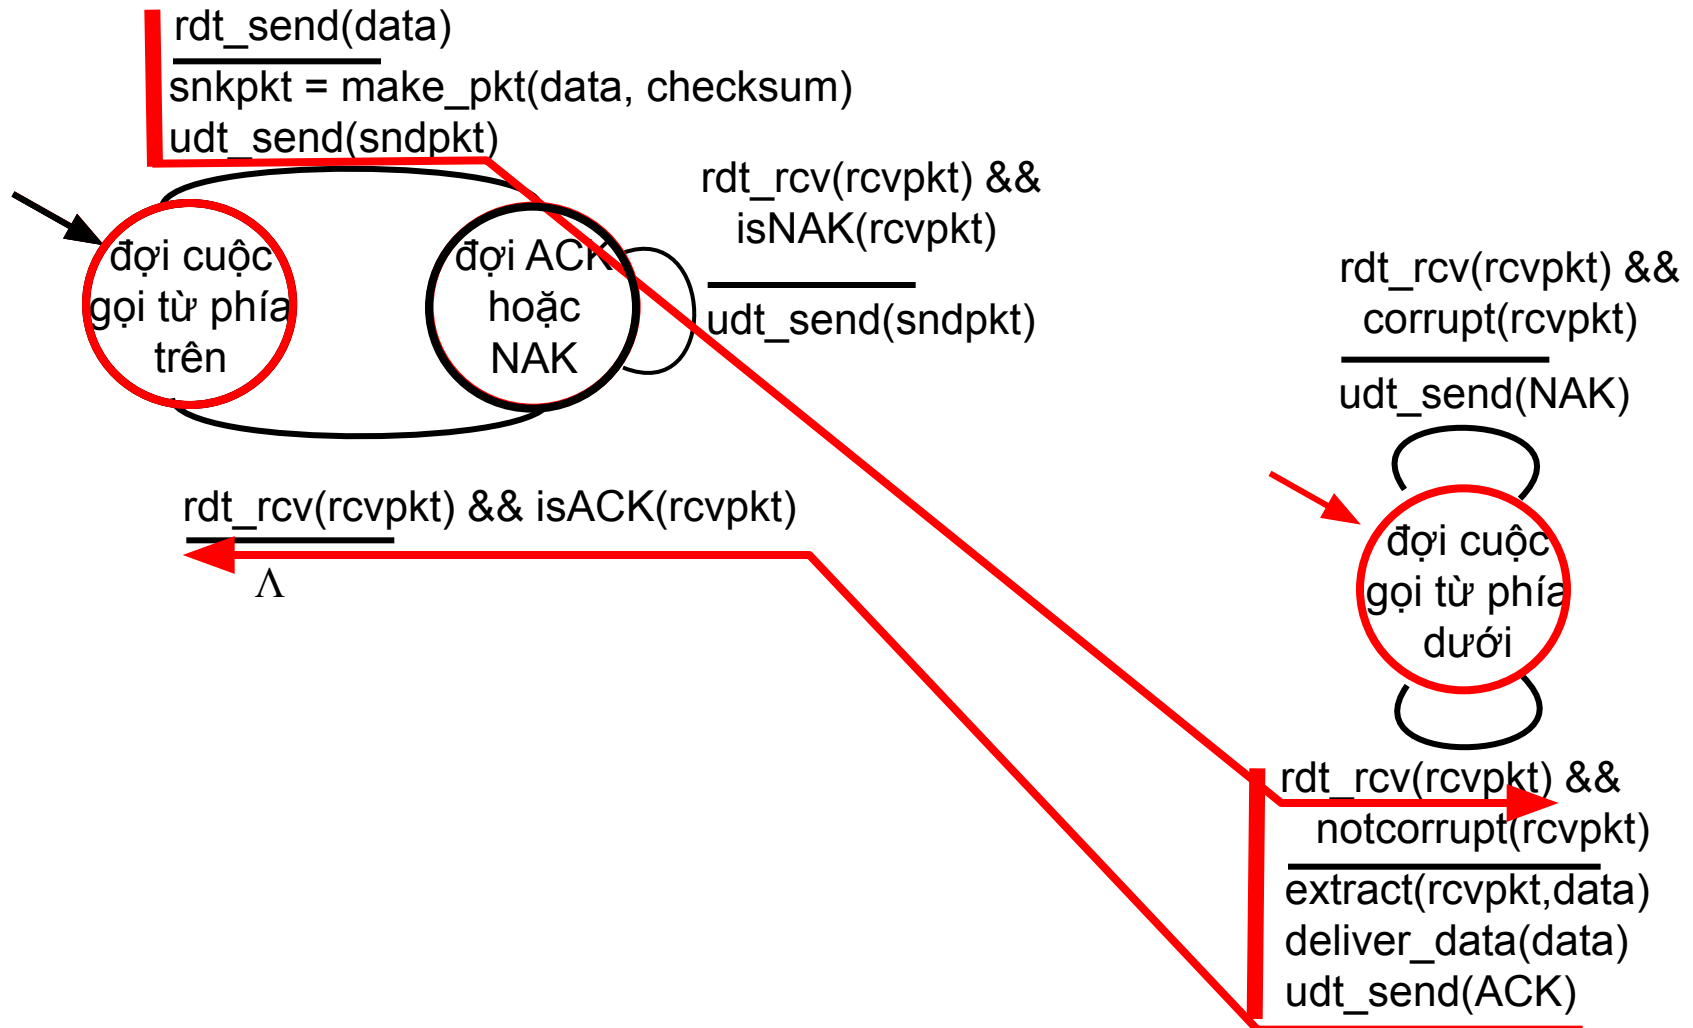 rdt_send(data)
snkpkt = make_pkt(data, checksum)
udt_send(sndpkt)
rdt_rcv(rcvpkt) &&
isNAK(rcvpkt)
udt_send(sndpkt)
đợi cuộc
gọi từ phía
trên
đợi ACK
hoặc
NAK
rdt_rcv(rcvpkt) && isACK(rcvpkt)
Λ
rdt_rcv(rcvpkt) &&
corrupt(rcvpkt)
udt_send(NAK)
đợi cuộc
gọi từ phía
dưới
rdt_rcv(rcvpkt) &&
notcorrupt(rcvpkt)
extract(rcvpkt,data)
deliver_data(data)
udt_send(ACK)